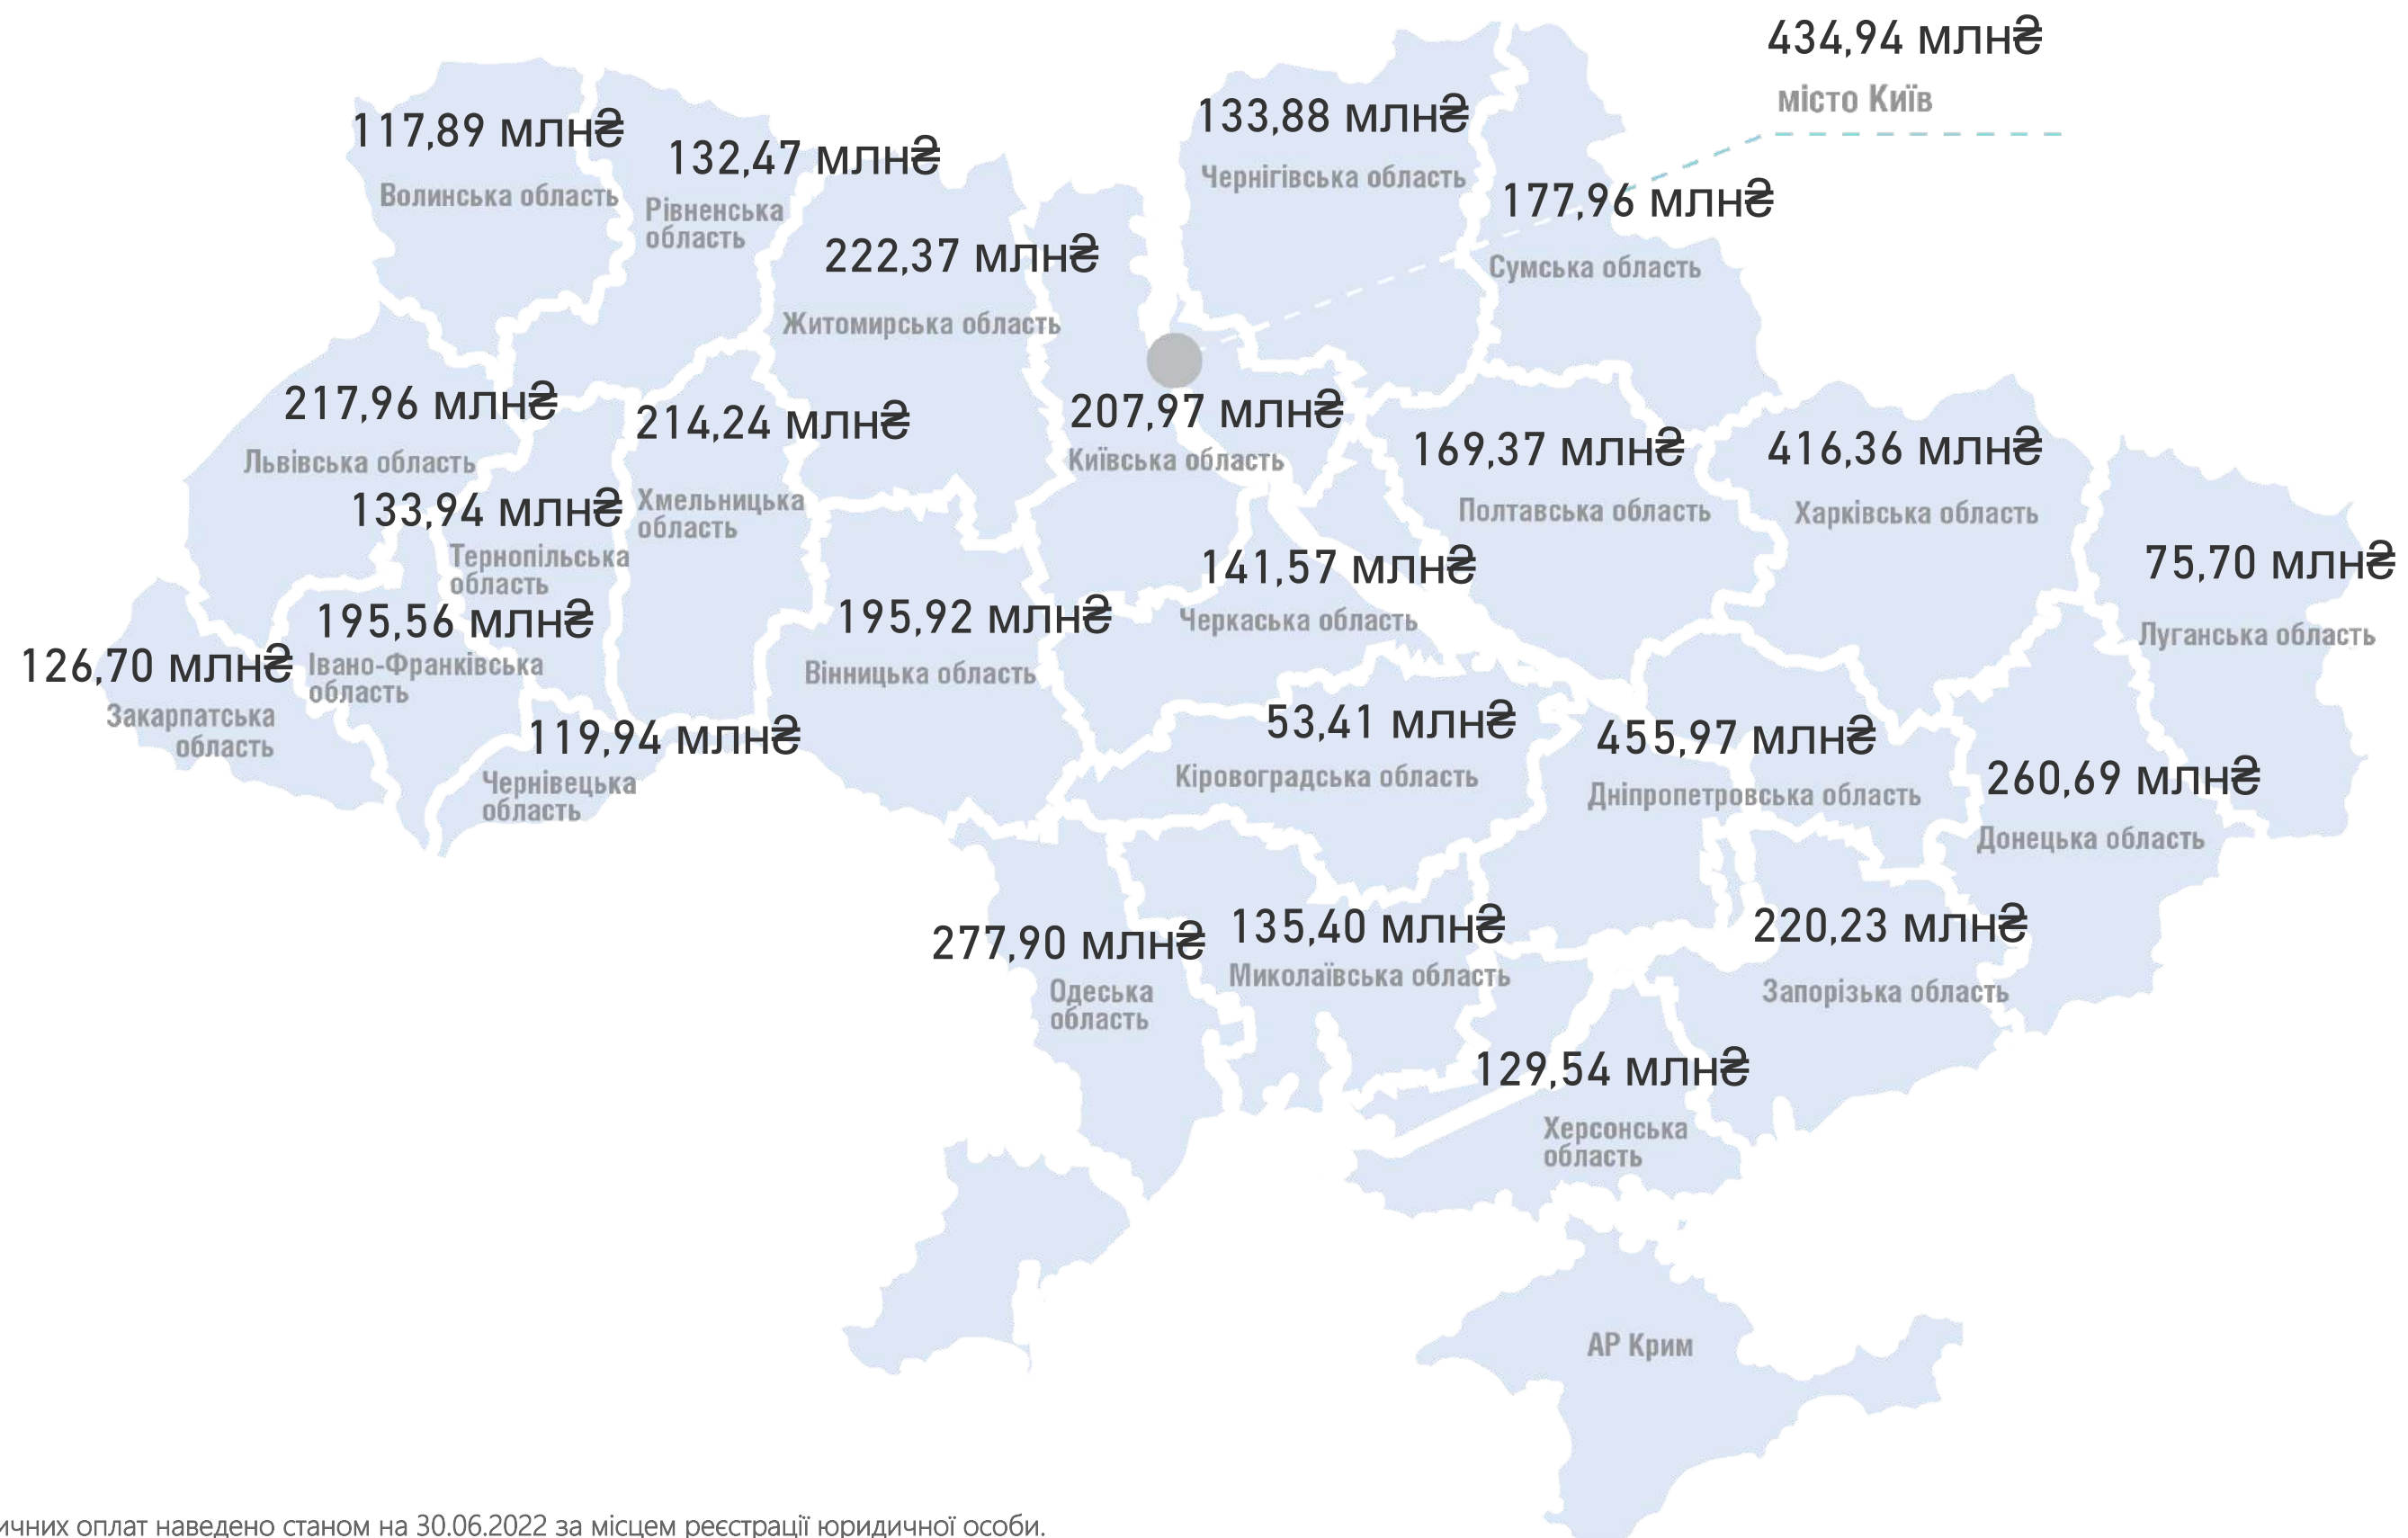 434,94 млн₴
місто Київ
117,89 млн₴
Волинська область
132,47 млн₴
Рівненська
область
133,88 млн₴
Чернігівська область
177,96 млн₴
Сумська область
222,37 млн₴
Житомирська область
217,96 млн₴
Львівська область
214,24 млн₴
Хмельницька
область
207,97 млн₴
Київська область
169,37 млн₴
Полтавська область
416,36 млн₴
Харківська область
133,94 млн₴
Тернопільська
область
141,57 млн₴
Черкаська область
75,70 млн₴
Луганська область
195,56 млн₴
Івано-Франківська
область
195,92 млн₴
Вінницька область
126,70 млн₴
Закарпатська
область
119,94 млн₴
Чернівецька
область
53,41 млн₴
Кіровоградська область
455,97 млн₴
Дніпропетровська область
260,69 млн₴
Донецька область
277,90 млн₴
Одеська
область
135,40 млн₴
Миколаївська область
220,23 млн₴
Запорізька область
129,54 млн₴
Херсонська
область
АР Крим
оплат наведено станом на 30.06.2022 за місцем реєстрації юридичної особи.